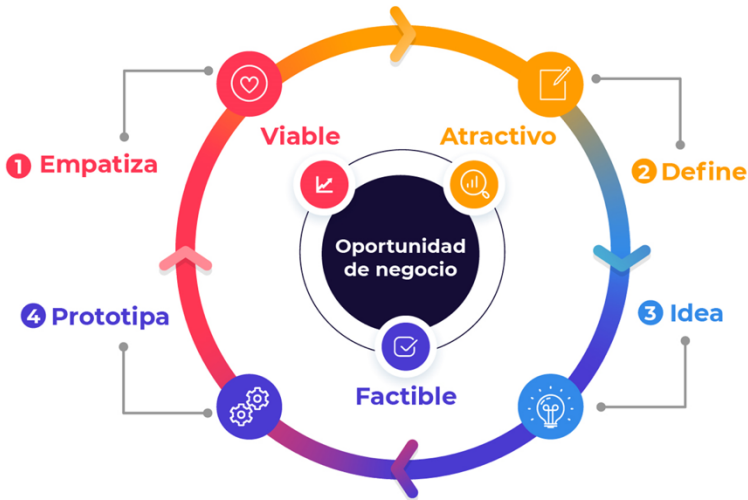 Viable
Atractivo
1 Empatiza
2 Define
Oportunidad
de negocio
4 Prototipa
3 Idea
Factible